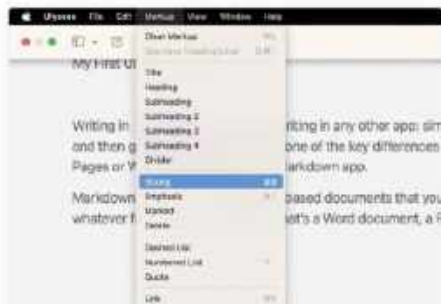 Ulysses File Edit Markup View Window Help
Clear Markup
My First Ul
Title
Heading
Subheading
Subheading 2
Subheading 3
Subheading 4
Divider
Writing in
riting in any other app: sim
and then g
one of the key differences
Pages or W
arkdown app.
Strong
Emphasis
Marked
Delete
Markdown
based documents that you
whatever f
at's a Word document, a P
Dashed List
Numbered List
Quote
Link